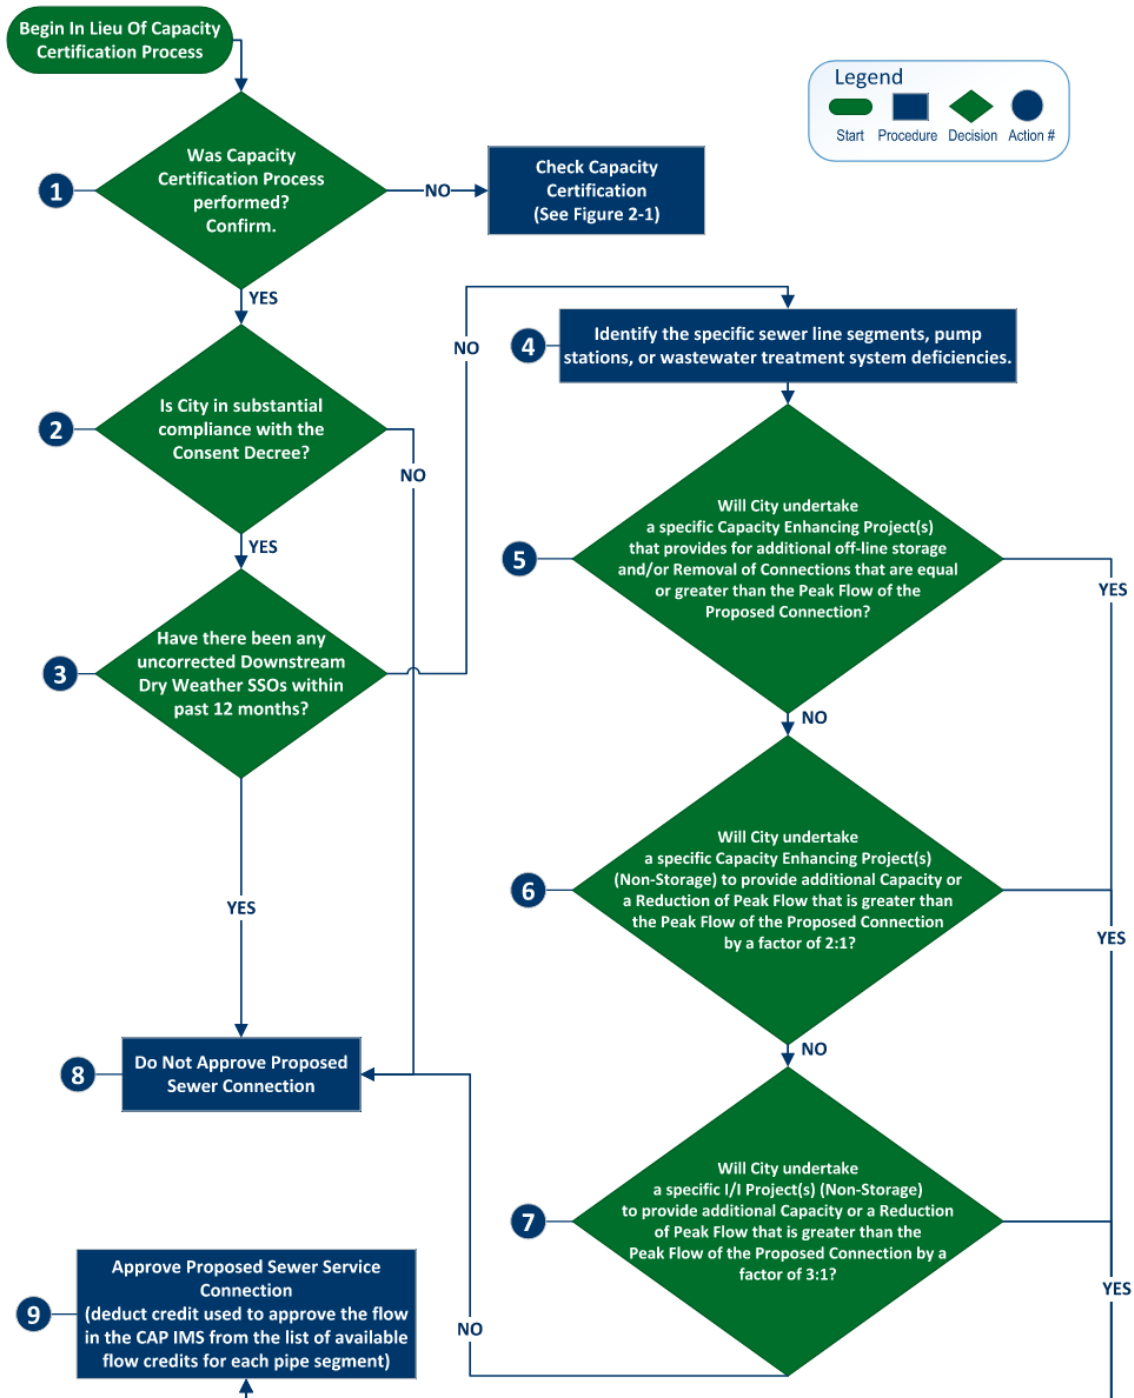 Begin In Lieu Of Capacity
Certification Process
Legend
Start
Procedure
Decision
Action #
1
Was Capacity
Certification Process
performed?
Confirm.
NO
Check Capacity
Certification
(See Figure 2-1)
YES
2
Is City in substantial
compliance with the
Consent Decree?
NO
YES
3
Have there been any
uncorrected Downstream
Dry Weather SSOs within
past 12 months?
NO
YES
4
Identify the specific sewer line segments, pump
stations, or wastewater treatment system deficiencies.
5
Will City undertake
a specific Capacity Enhancing Project(s)
that provides for additional off-line storage
and/or Removal of Connections that are equal
or greater than the Peak Flow of the
Proposed Connection?
YES
NO
6
Will City undertake
a specific Capacity Enhancing Project(s)
(Non-Storage) to provide additional Capacity or
a Reduction of Peak Flow that is greater than
the Peak Flow of the Proposed Connection
by a factor of 2:1?
YES
NO
7
Will City undertake
a specific I/I Project(s) (Non-Storage)
to provide additional Capacity or a Reduction
of Peak Flow that is greater than the
Peak Flow of the Proposed Connection by a
factor of 3:1?
YES
NO
8
Do Not Approve Proposed
Sewer Connection
9
Approve Proposed Sewer Service
Connection
(deduct credit used to approve the flow
in the CAP IMS from the list of available
flow credits for each pipe segment)